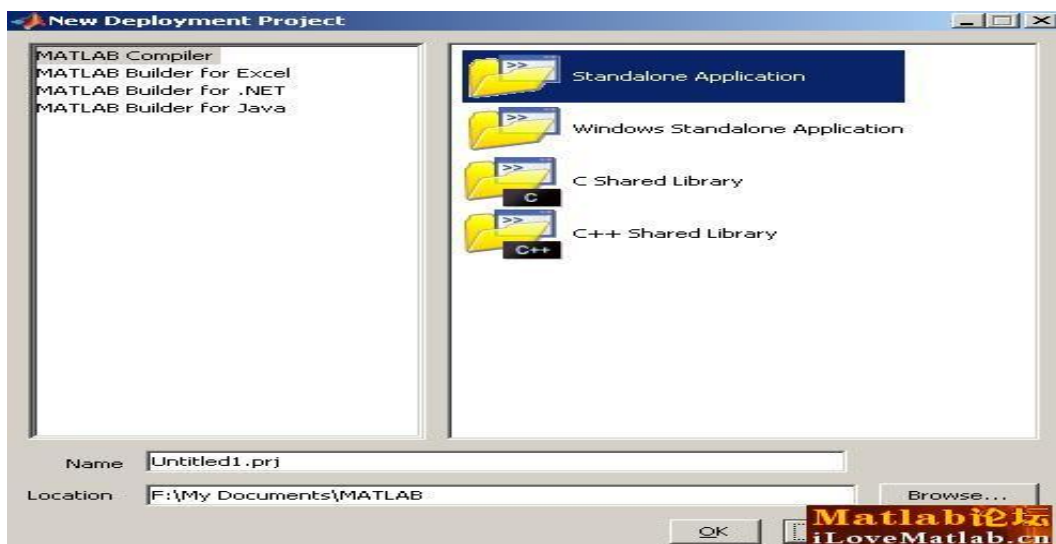 New Deployment Project
MATLAB Compiler
MATLAB Builder for Excel
MATLAB Builder for .NET
MATLAB Builder for Java
>> Standalone Application
>> Windows Standalone Application
>> C Shared Library
C
>> C++ Shared Library
C++
Name Untitled1.prj
Location F:\My Documents\MATLAB Browse...
OK
Matlab论坛
iLoveMatlab.cn